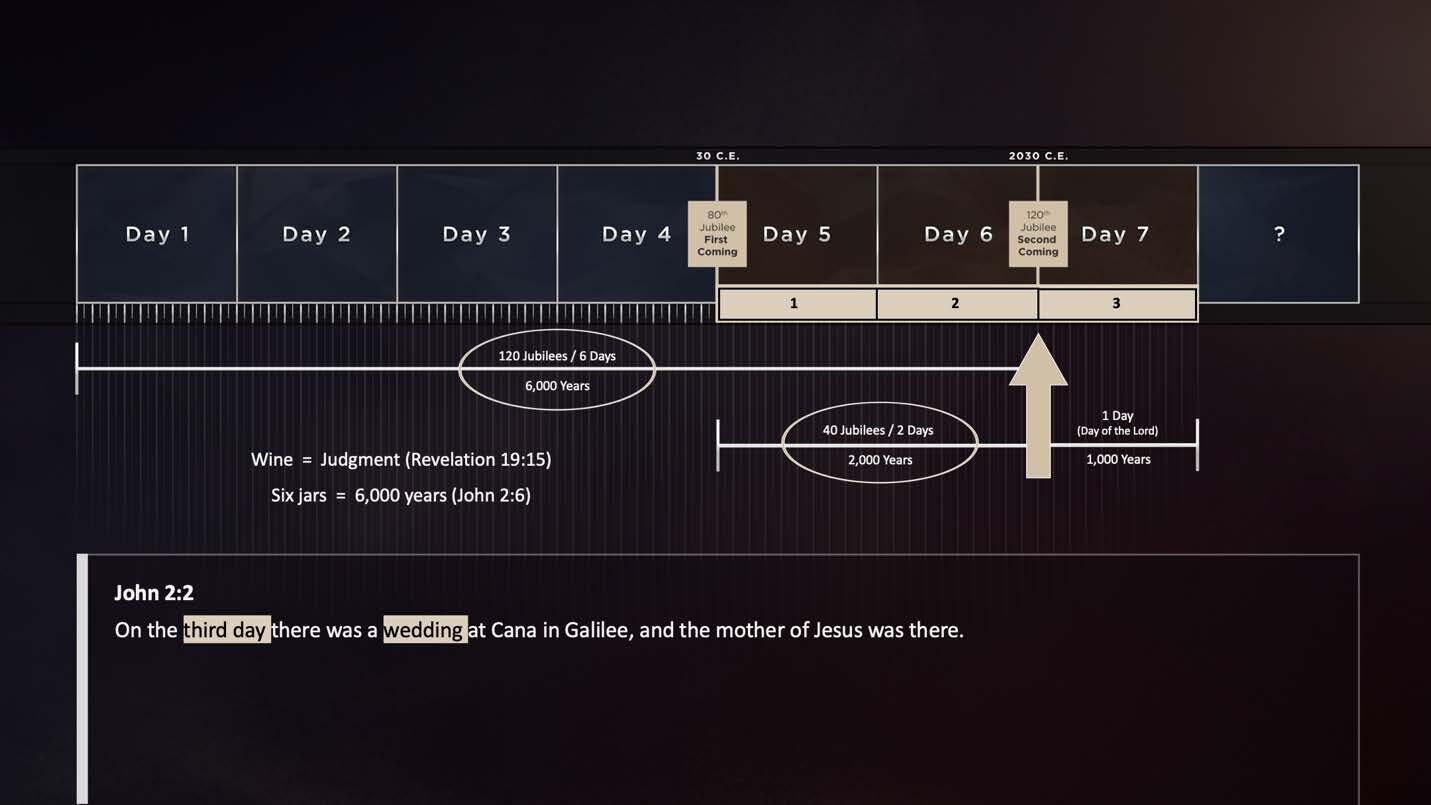 30 C.E.
2030 C.E.
Day 1
Day 2
Day 3
Day 4
80th
Jubilee
First
Coming
Day 5
Day 6
120th
Jubilee
Second
Coming
Day 7
?
1
2
3
120 Jubilees / 6 Days
6,000 Years
40 Jubilees / 2 Days
2,000 Years
1 Day
(Day of the Lord)
1,000 Years
Wine = Judgment (Revelation 19:15)
Six jars = 6,000 years (John 2:6)
John 2:2
On the third day there was a wedding at Cana in Galilee, and the mother of Jesus was there.